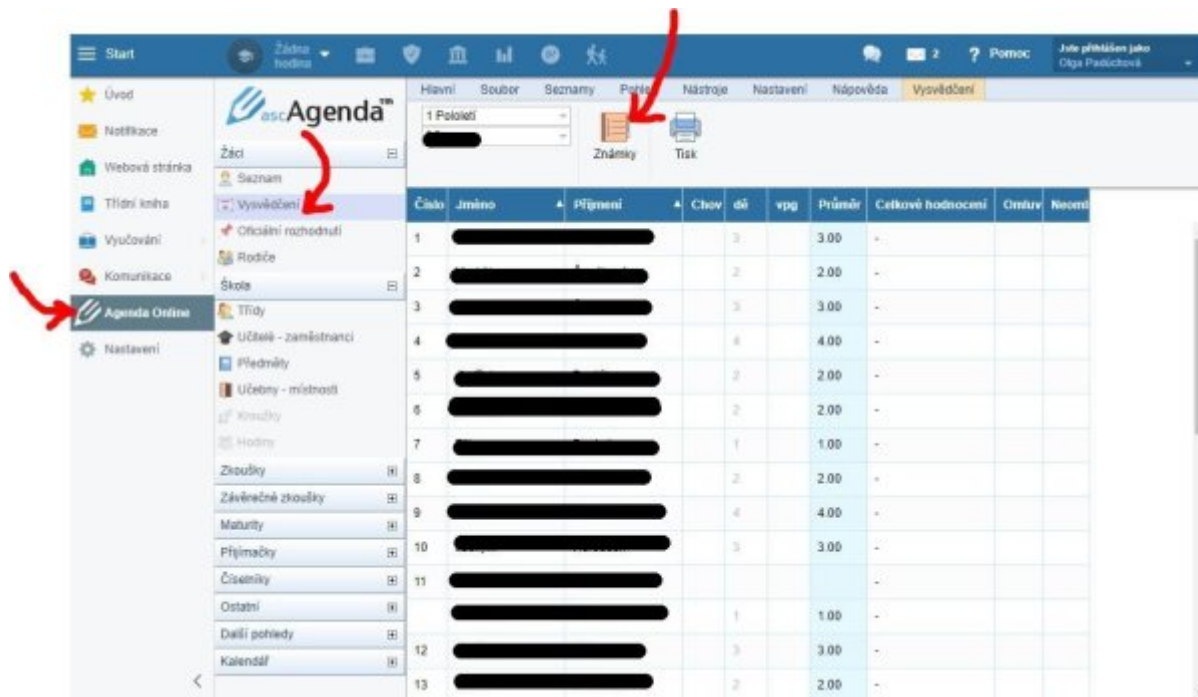 Start
Žádná hodina
2
? Pomoc
Jste přihlášen jako
Olga Padúchová
Úvod
Notifikace
Webová stránka
Třídní kniha
Vyučování
Komunikace
Agenda Online
Nastavení
ascAgenda™
Žáci
Seznam
Vysvědčení
Oficiální rozhodnutí
Rodiče
Škola
Třídy
Učitelé - zaměstnanci
Předměty
Učebny - místnosti
Kroužky
Hodiny
Zkoušky
Závěrečné zkoušky
Maturity
Přijímačky
Číselníky
Ostatní
Další pohledy
Kalendář
Hlavní Soubor Seznamy Nástroje Nastavení Nápověda Vysvědčení
1 Pololetí
Známky
Tisk
Číslo Jméno Příjmení Chov dě vpg Průměr Celkové hodnocení Omluv Neoml
1 3 3.00 -
2 2 2.00 -
3 3 3.00 -
4 4 4.00 -
5 2 2.00 -
6 2 2.00 -
7 1 1.00 -
8 2 2.00 -
9 4 4.00 -
10 3 3.00 -
11 -
1 1.00 -
12 3 3.00 -
13 2 2.00 -